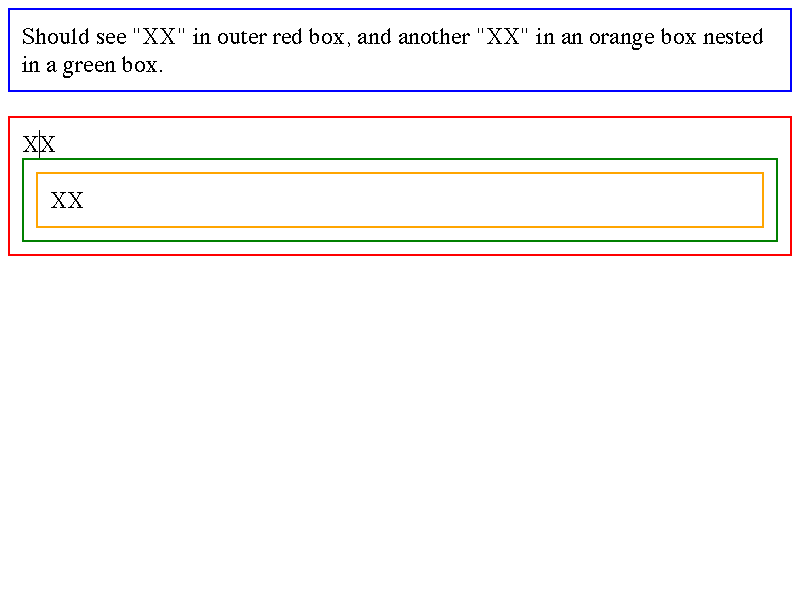 Should see "XX" in outer red box, and another "XX" in an orange box nested
in a green box.
XX
XX